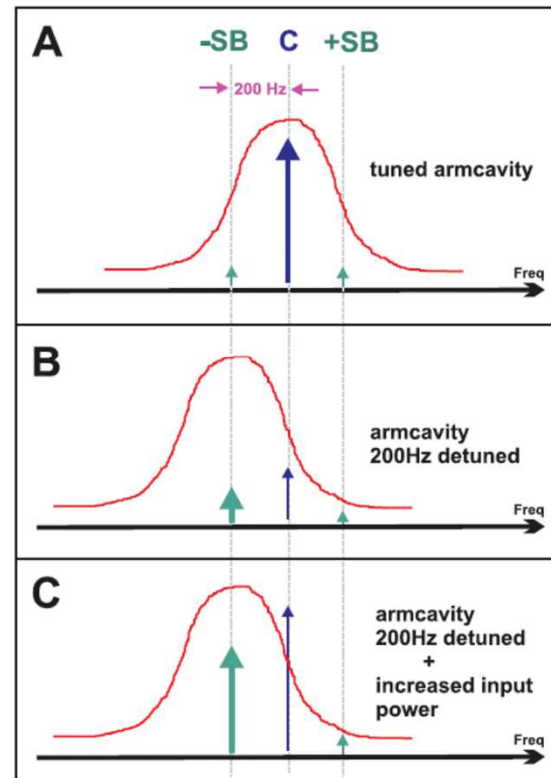 A
-SB C +SB
200 Hz
tuned armcavity
Freq
B
armcavity
200Hz detuned
Freq
C
armcavity
200Hz detuned
+
increased input
power
Freq